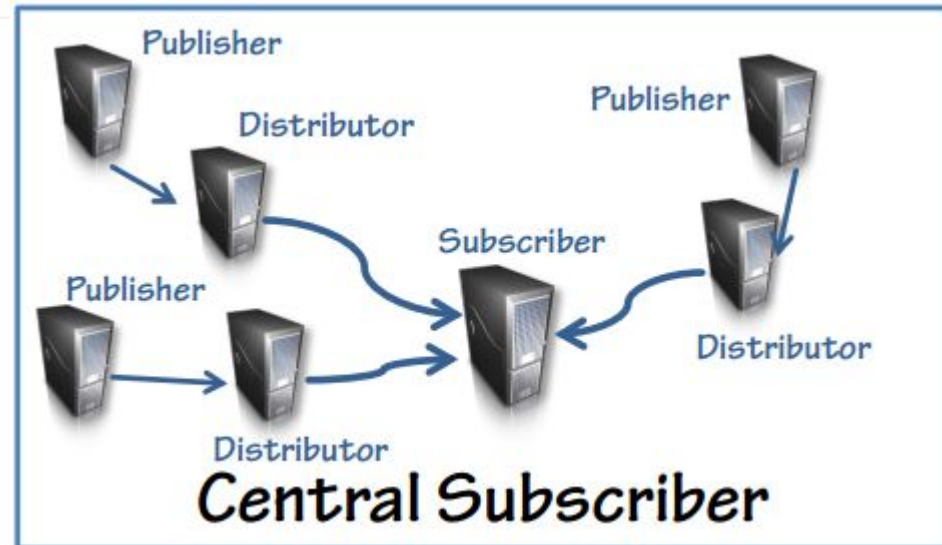 Publisher
Publisher
Distributor
Subscriber
Publisher
Distributor
Distributor
Central Subscriber